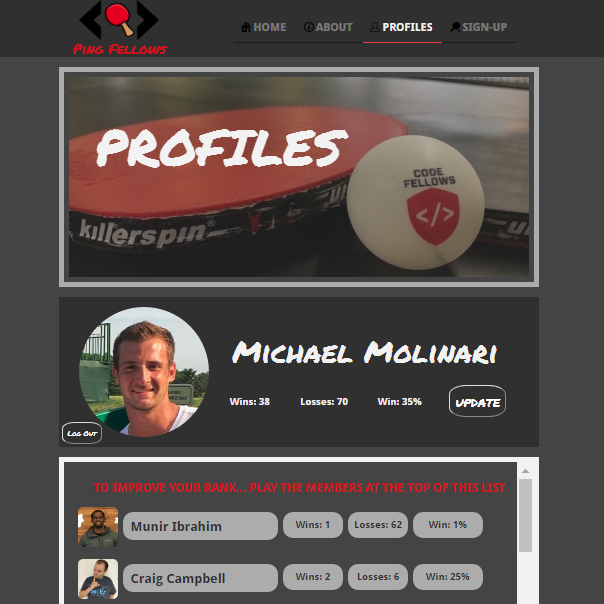 Ping Fellows
HOME
ABOUT
PROFILES
SIGN-UP
PROFILES
CODE
FELLOWS
</>
killerspin®
Michael Molinari
Wins: 38
Losses: 70
Win: 35%
UPDATE
Log Out
TO IMPROVE YOUR RANK... PLAY THE MEMBERS AT THE TOP OF THIS LIST
Munir Ibrahim
Wins: 1
Losses: 62
Win: 1%
Craig Campbell
Wins: 2
Losses: 6
Win: 25%